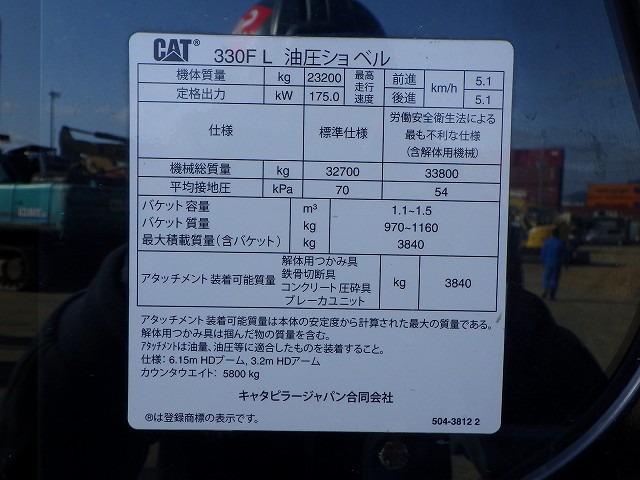 CAT® 330F L 油圧ショベル
機体質量 kg 23200 最高走行速度 前進 km/h 5.1
定格出力 kW 175.0 後進 5.1
仕様 標準仕様 労働安全衛生法による最も不利な仕様(含解体用機械)
機械総質量 kg 32700 33800
平均接地圧 kPa 70 54
バケット容量 m³ 1.1~1.5
バケット質量 kg 970~1160
最大積載質量(含バケット) kg 3840
アタッチメント装着可能質量 解体用つかみ具 鉄骨切断具 コンクリート圧砕具 ブレーカユニット kg 3840
アタッチメント装着可能質量は本体の安定度から計算された最大の質量である。
解体用つかみ具は掴んだ物の質量を含む。
アタッチメントは油量、油圧等に適合したものを装着すること。
仕様: 6.15m HDブーム, 3.2m HDアーム
カウンタウエイト: 5800 kg
キャタピラージャパン合同会社
®は登録商標の表示です。
504-3812 2